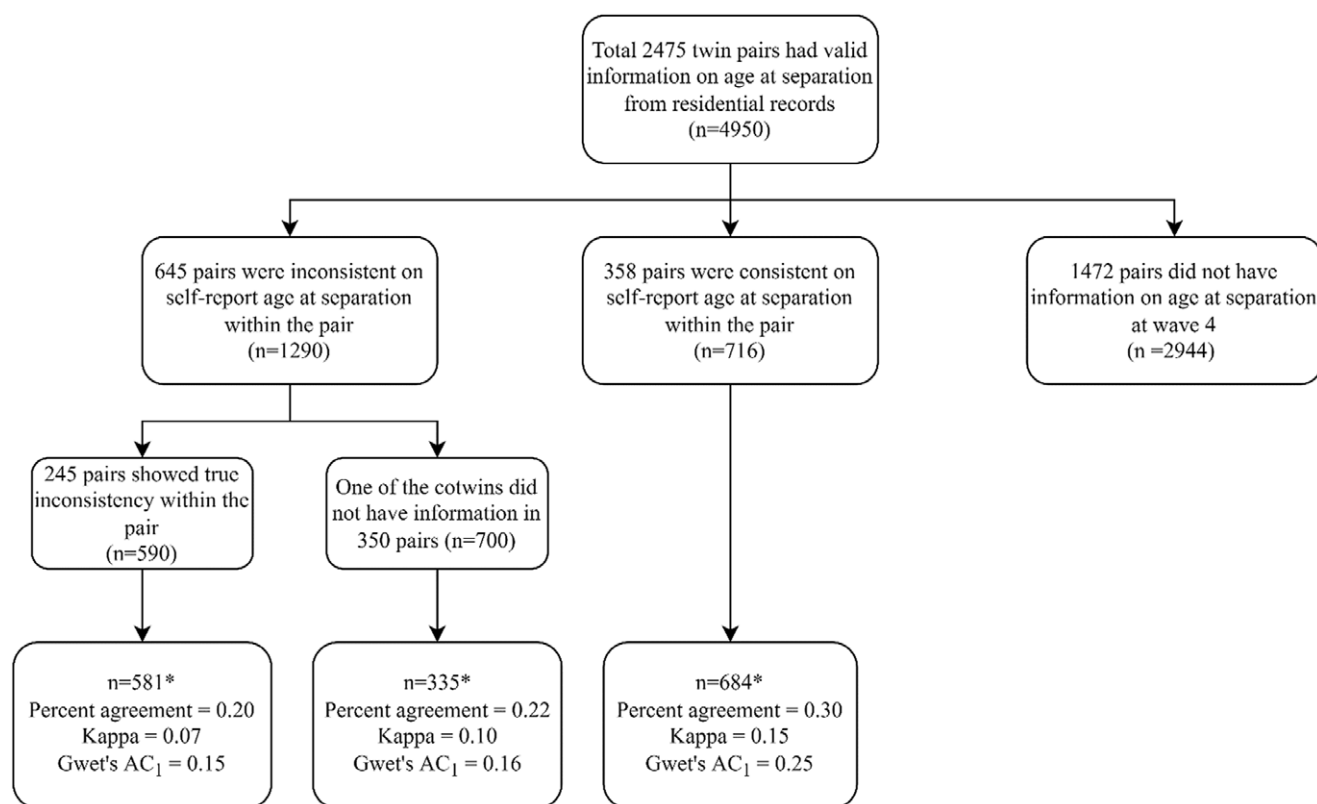 Total 2475 twin pairs had valid
information on age at separation
from residential records
(n=4950)
645 pairs were inconsistent on
self-report age at separation
within the pair
(n=1290)
358 pairs were consistent on
self-report age at separation
within the pair
(n=716)
1472 pairs did not have
information on age at separation
at wave 4
(n =2944)
245 pairs showed true
inconsistency within the
pair
(n=590)
One of the cotwins did
not have information in
350 pairs (n=700)
n=581*
Percent agreement = 0.20
Kappa = 0.07
Gwet's AC₁ = 0.15
n=335*
Percent agreement = 0.22
Kappa = 0.10
Gwet's AC₁ = 0.16
n=684*
Percent agreement = 0.30
Kappa = 0.15
Gwet's AC₁ = 0.25